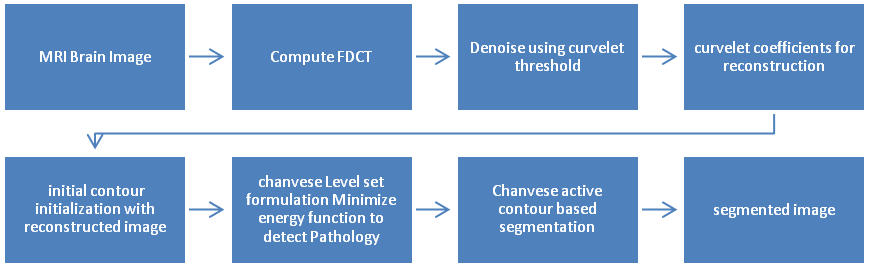 MRI Brain Image
Compute FDCT
Denoise using curvelet
threshold
curvelet coefficients for
reconstruction
initial contour
initialization with
reconstructed image
chanvese Level set
formulation Minimize
energy function to
detect Pathology
Chanvese active
contour based
segmentation
segmented image